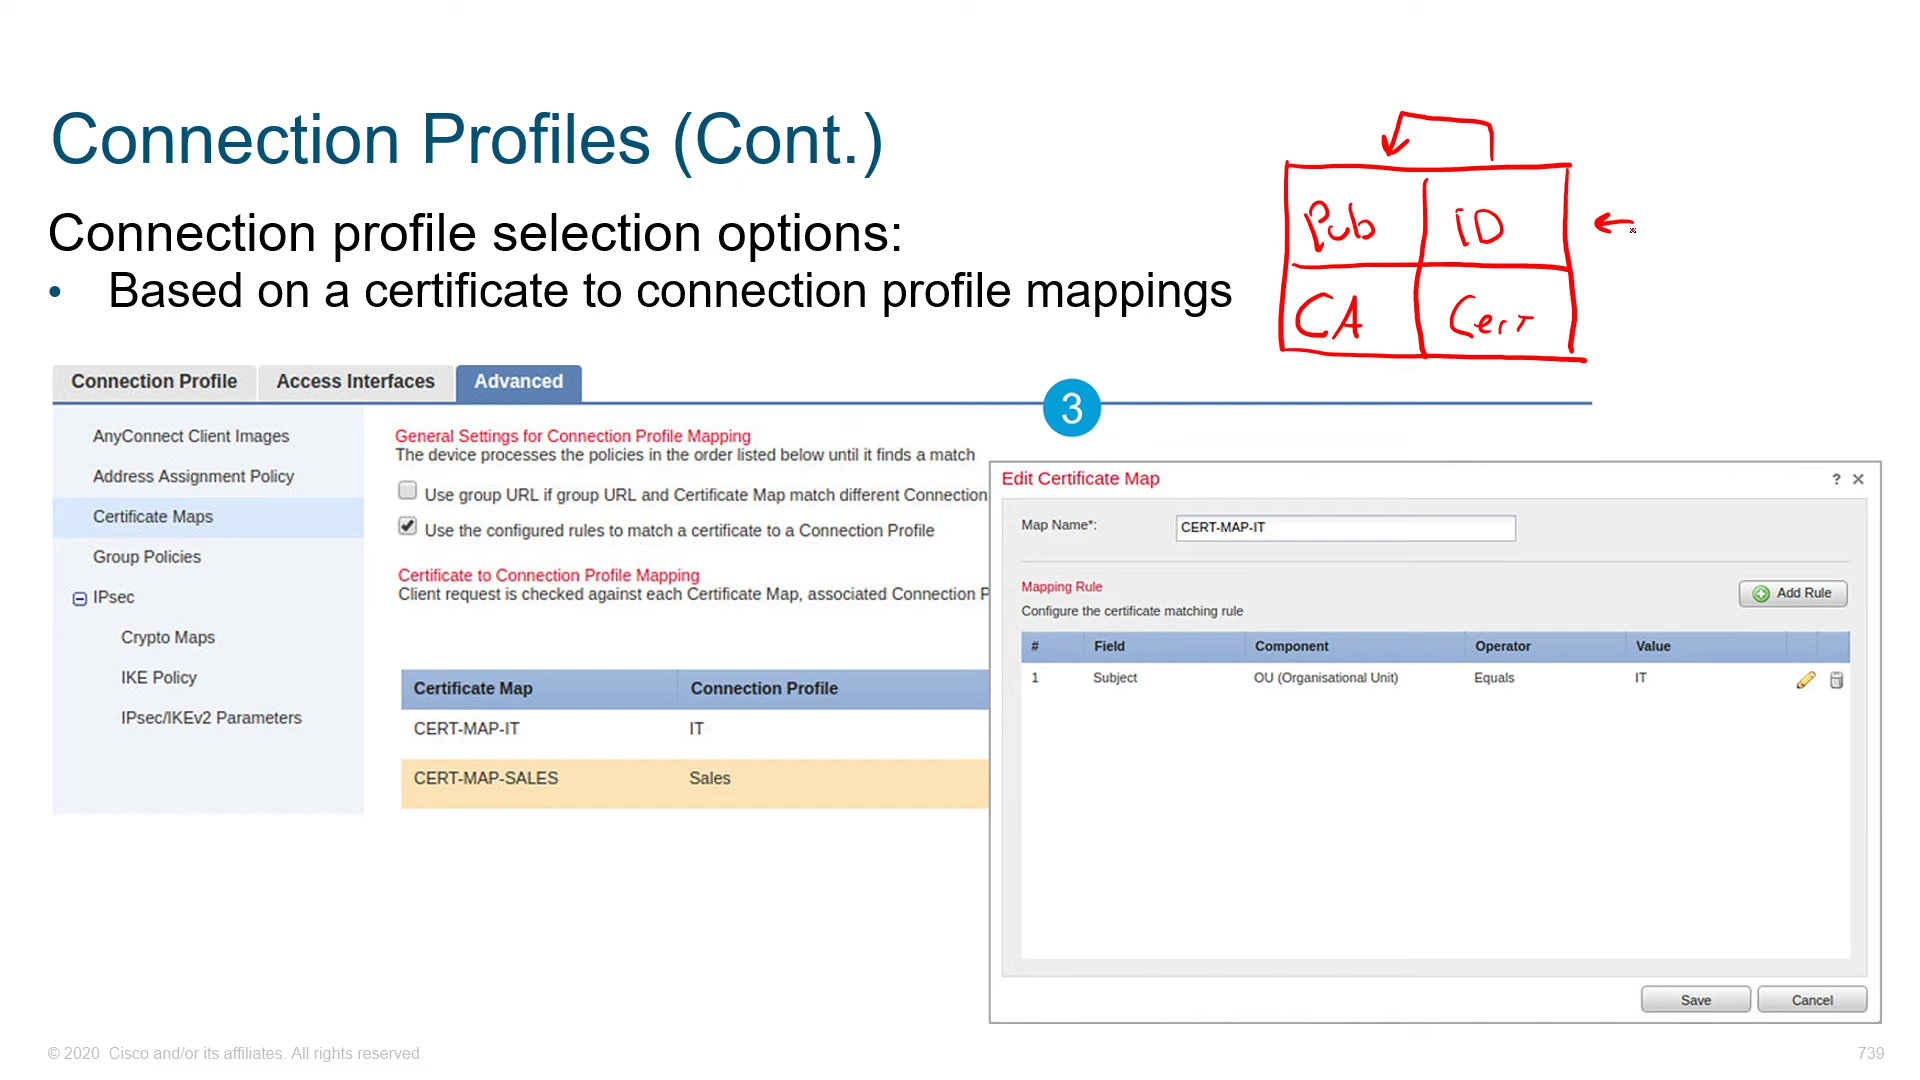 Connection Profiles (Cont.)
Connection profile selection options:
• Based on a certificate to connection profile mappings
Pub ID
CA Cert
Connection Profile Access Interfaces Advanced
3
AnyConnect Client Images
Address Assignment Policy
Certificate Maps
Group Policies
IPsec
Crypto Maps
IKE Policy
IPsec/IKEv2 Parameters
General Settings for Connection Profile Mapping
The device processes the policies in the order listed below until it finds a match
Use group URL if group URL and Certificate Map match different Connection
Use the configured rules to match a certificate to a Connection Profile
Certificate to Connection Profile Mapping
Client request is checked against each Certificate Map, associated Connection P
Certificate Map Connection Profile
CERT-MAP-IT IT
CERT-MAP-SALES Sales
Edit Certificate Map ? ×
Map Name*: CERT-MAP-IT
Mapping Rule
Add Rule
Configure the certificate matching rule
# Field Component Operator Value
1 Subject OU (Organisational Unit) Equals IT
Save Cancel
© 2020 Cisco and/or its affiliates. All rights reserved.
739